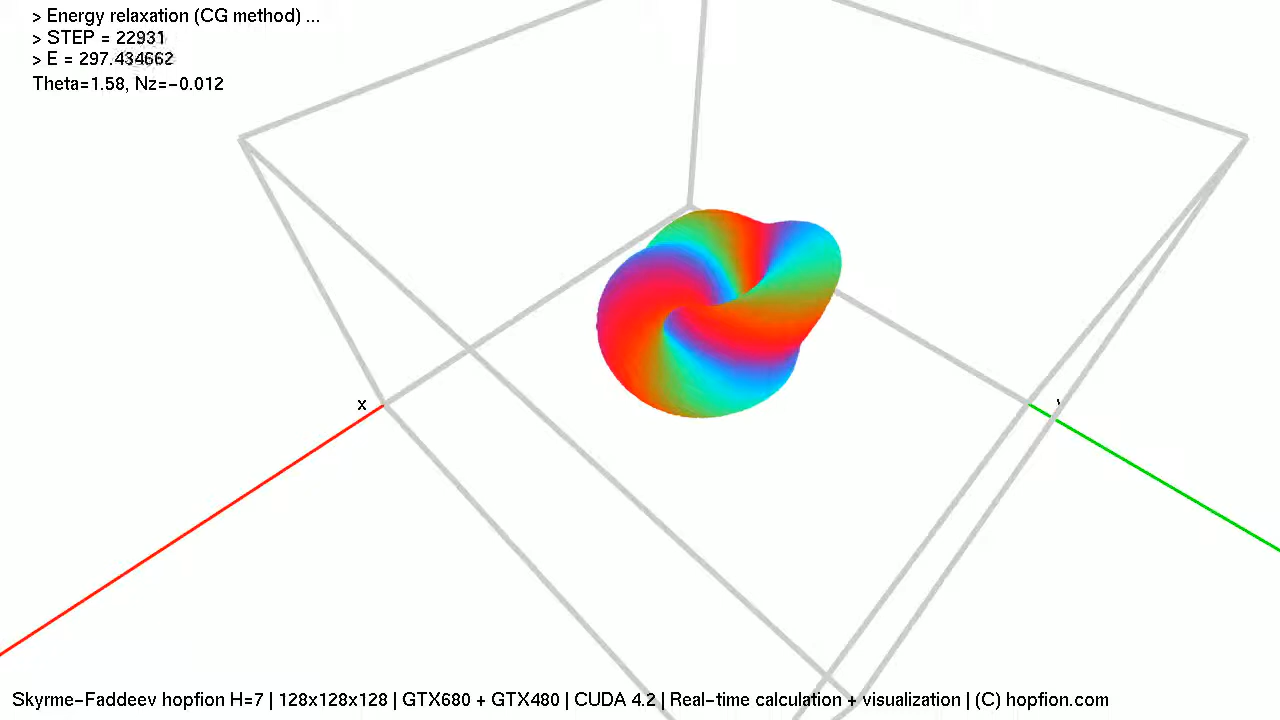 > Energy relaxation (CG method) ...
> STEP = 22931
> E = 297.434662
Theta=1.58, Nz=-0.012
x
Skyrme-Faddeev hopfion H=7 | 128x128x128 | GTX680 + GTX480 | CUDA 4.2 | Real-time calculation + visualization | (C) hopfion.com